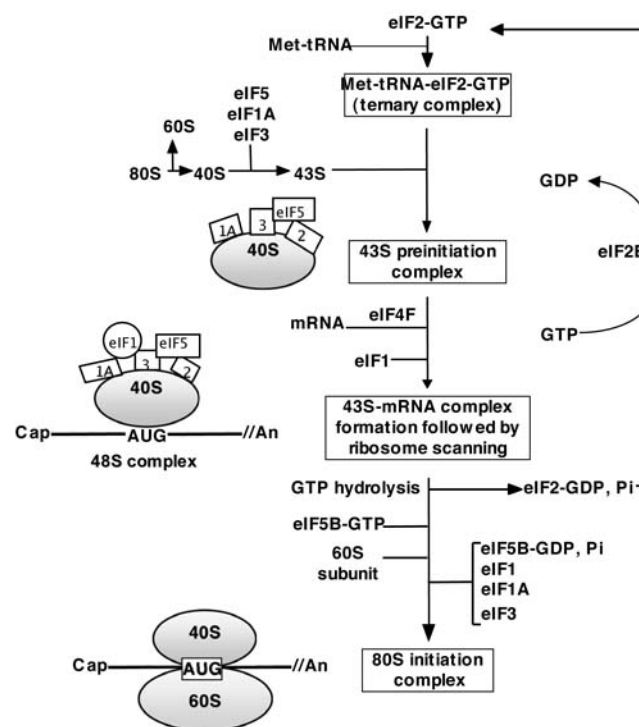 eIF2-GTP
Met-tRNA
Met-tRNA-eIF2-GTP
(ternary complex)
eIF5
eIF1A
eIF3
60S
80S
40S
43S
GDP
1A
3
eIF5
2
40S
43S preinitiation
complex
eIF2B
mRNA
eIF4F
GTP
eIF1
eIF1
eIF5
1A
3
2
40S
Cap
AUG
//An
48S complex
43S-mRNA complex
formation followed by
ribosome scanning
GTP hydrolysis
eIF2-GDP, Pi
eIF5B-GTP
60S
subunit
eIF5B-GDP, Pi
eIF1
eIF1A
eIF3
40S
Cap
AUG
//An
60S
80S initiation
complex